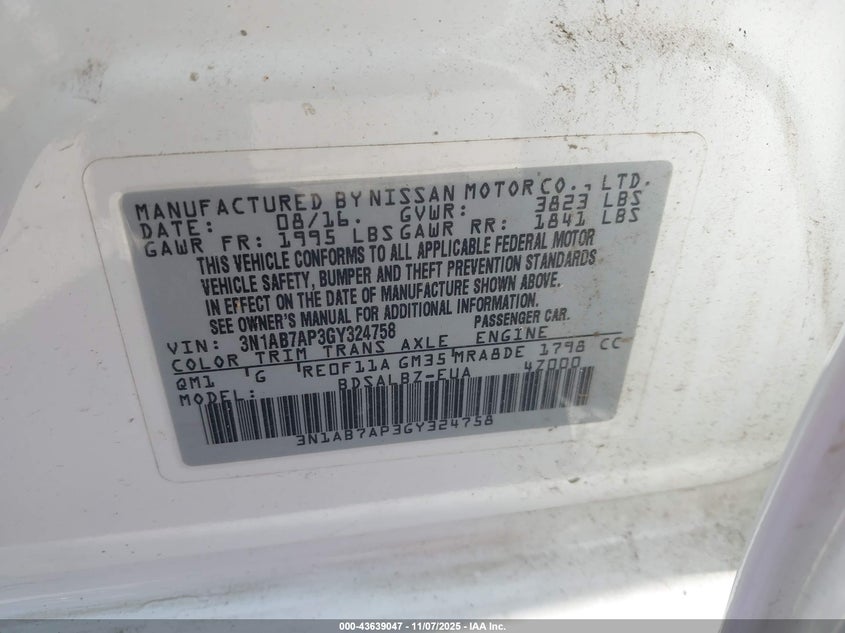 MANUFACTURED BY NISSAN MOTOR CO., LTD.
DATE: 08/16. GVWR: 3823 LBS
GAWR FR: 1995 LBS GAWR RR: 1841 LBS
THIS VEHICLE CONFORMS TO ALL APPLICABLE FEDERAL MOTOR
VEHICLE SAFETY, BUMPER AND THEFT PREVENTION STANDARDS
IN EFFECT ON THE DATE OF MANUFACTURE SHOWN ABOVE.
SEE OWNER'S MANUAL FOR ADDITIONAL INFORMATION.
VIN: 3N1AB7AP3GY324758 PASSENGER CAR.
COLOR TRIM TRANS AXLE ENGINE
QM1 G RE0F11A GM35 MRA8DE 1798 CC
MODEL: BDSALBZ-EUA 4Z000
3N1AB7AP3GY324758
000-43639047 — 11/07/2025 — IAA Inc.